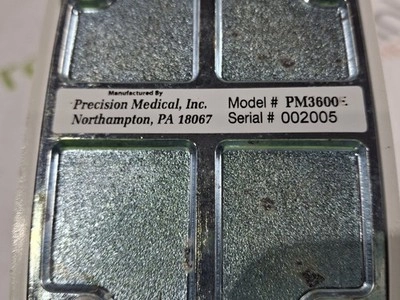 Manufactured By
Precision Medical, Inc.
Northampton, PA 18067
Model # PM3600
Serial # 002005